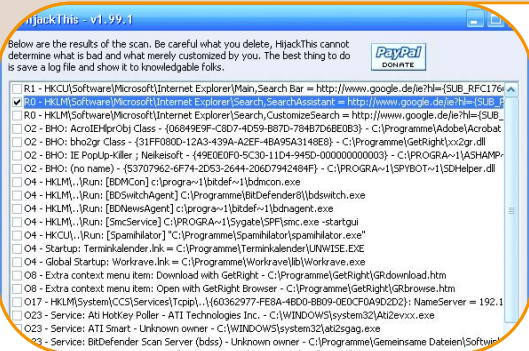 HijackThis - v1.99.1
Below are the results of the scan. Be careful what you delete, HijackThis cannot
determine what is bad and what merely customized by you. The best thing to do
is save a log file and show it to knowledgable folks.
PayPal
DONATE
R1 - HKCU\Software\Microsoft\Internet Explorer\Main,Search Bar = http://www.google.de/ie?hl={SUB_RFC176
R0 - HKLM\Software\Microsoft\Internet Explorer\Search,SearchAssistant = http://www.google.de/ie?hl={SUB_F
R0 - HKLM\Software\Microsoft\Internet Explorer\Search,CustomizeSearch = http://www.google.de/ie?hl={SUB_
O2 - BHO: AcroIEHlprObj Class - {06849E9F-C8D7-4D59-B87D-784B7D6BE0B3} - C:\Programme\Adobe\Acrobat
O2 - BHO: bho2gr Class - {31FF080D-12A3-439A-A2EF-4BA95A3148E8} - C:\Programme\GetRight\xx2gr.dll
O2 - BHO: IE PopUp-Killer ; Neikeisoft - {49E0E0F0-5C30-11D4-945D-000000000003} - C:\PROGRA~1\ASHAMP~
O2 - BHO: (no name) - {53707962-6F74-2D53-2644-206D7942484F} - C:\PROGRA~1\SPYBOT~1\SDHelper.dll
O4 - HKLM\..\Run: [BDMCon] c:\progra~1\bitdef~1\bdmcon.exe
O4 - HKLM\..\Run: [BDSwitchAgent] C:\Programme\BitDefender8\\bdswitch.exe
O4 - HKLM\..\Run: [BDNewsAgent] c:\progra~1\bitdef~1\bdnagent.exe
O4 - HKLM\..\Run: [SmcService] C:\PROGRA~1\Sygate\SPF\smc.exe -startgui
O4 - HKCU\..\Run: [Spamihilator] "C:\Programme\Spamihilator\spamihilator.exe"
O4 - Startup: Terminkalender.lnk = C:\Programme\Terminkalender\UNWISE.EXE
O4 - Global Startup: Workrave.lnk = C:\Programme\Workrave\lib\Workrave.exe
O8 - Extra context menu item: Download with GetRight - C:\Programme\GetRight\GRdownload.htm
O8 - Extra context menu item: Open with GetRight Browser - C:\Programme\GetRight\GRbrowse.htm
O17 - HKLM\System\CCS\Services\Tcpip\..\{60362977-FE8A-4BD0-BB09-0E0CF0A9D2D2}: NameServer = 192.1
O23 - Service: Ati HotKey Poller - ATI Technologies Inc. - C:\WINDOWS\system32\Ati2evxx.exe
O23 - Service: ATI Smart - Unknown owner - C:\WINDOWS\system32\ati2sgag.exe
O23 - Service: BitDefender Scan Server (bdss) - Unknown owner - C:\Programme\Gemeinsame Dateien\Softwin\